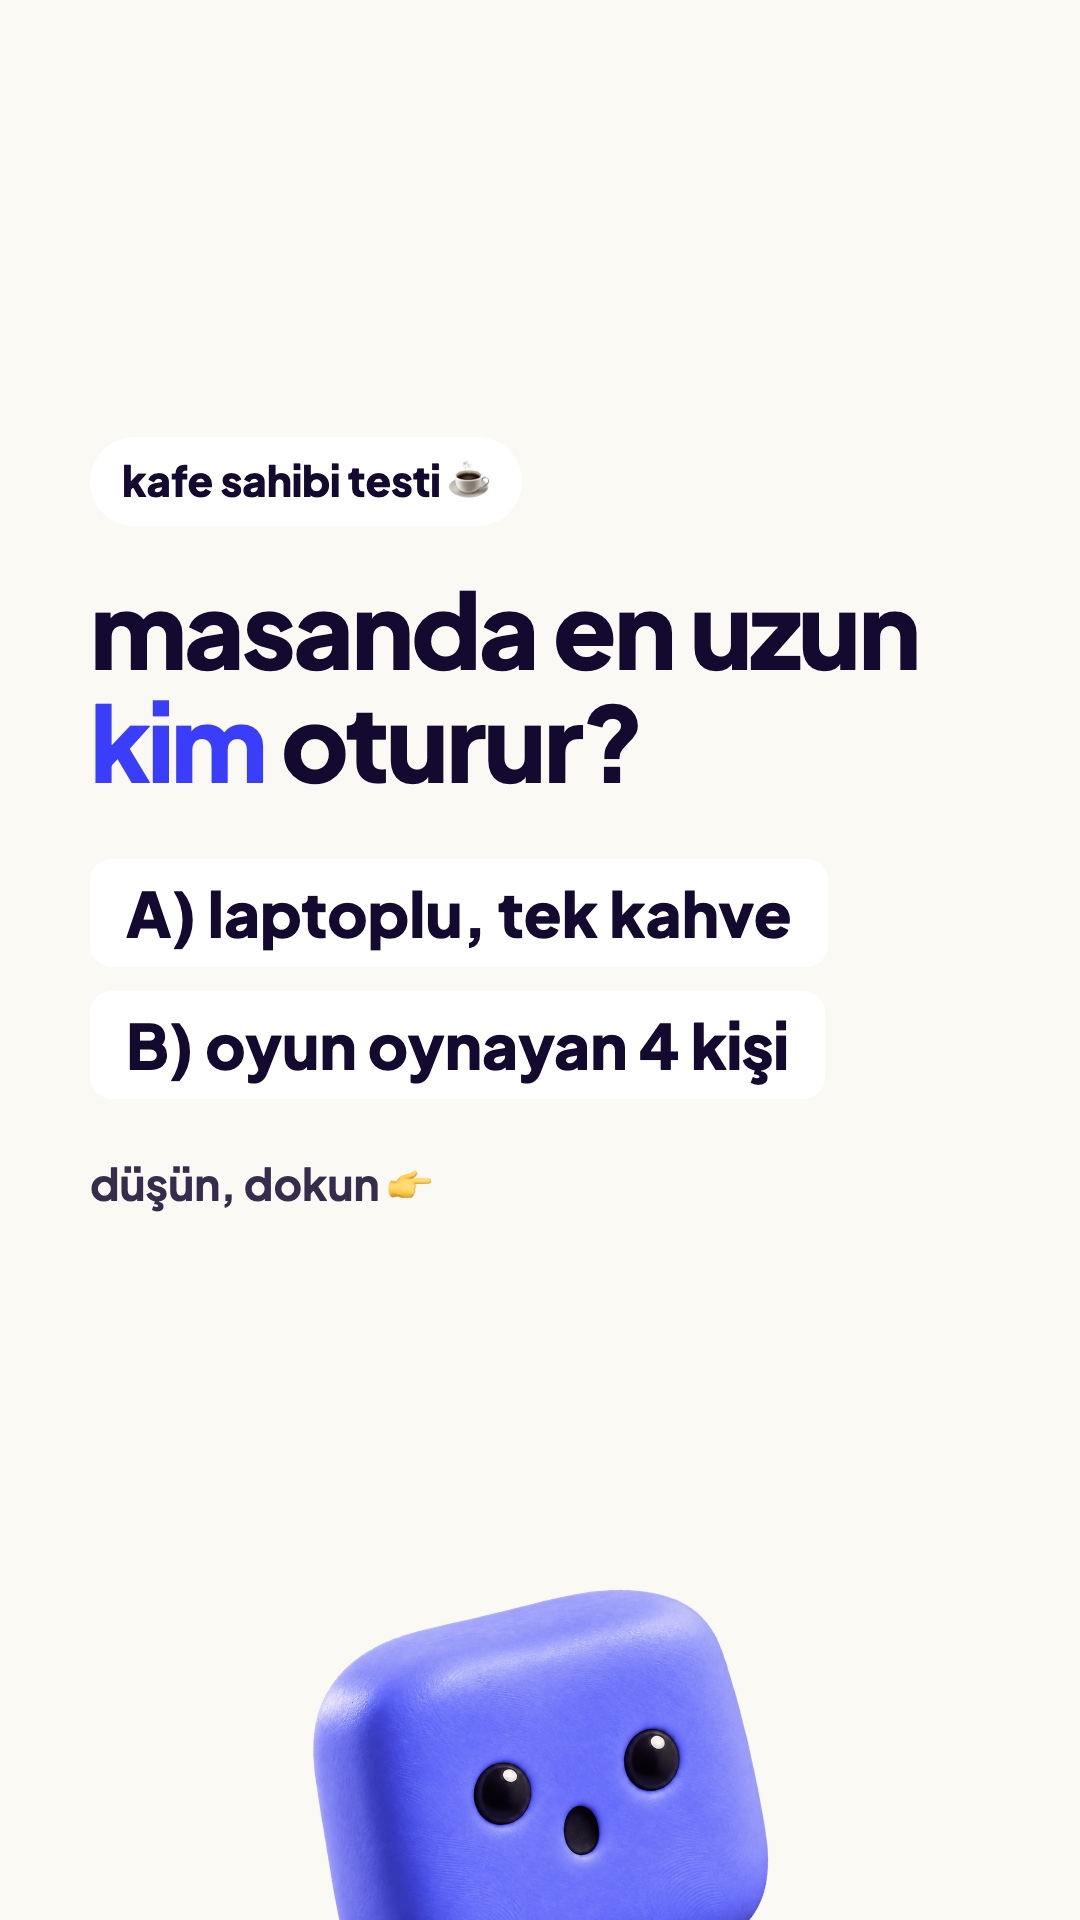 kafe sahibi testi ☕
masanda en uzun
kim oturur?
A) laptoplu, tek kahve
B) oyun oynayan 4 kişi
düşün, dokun 👉